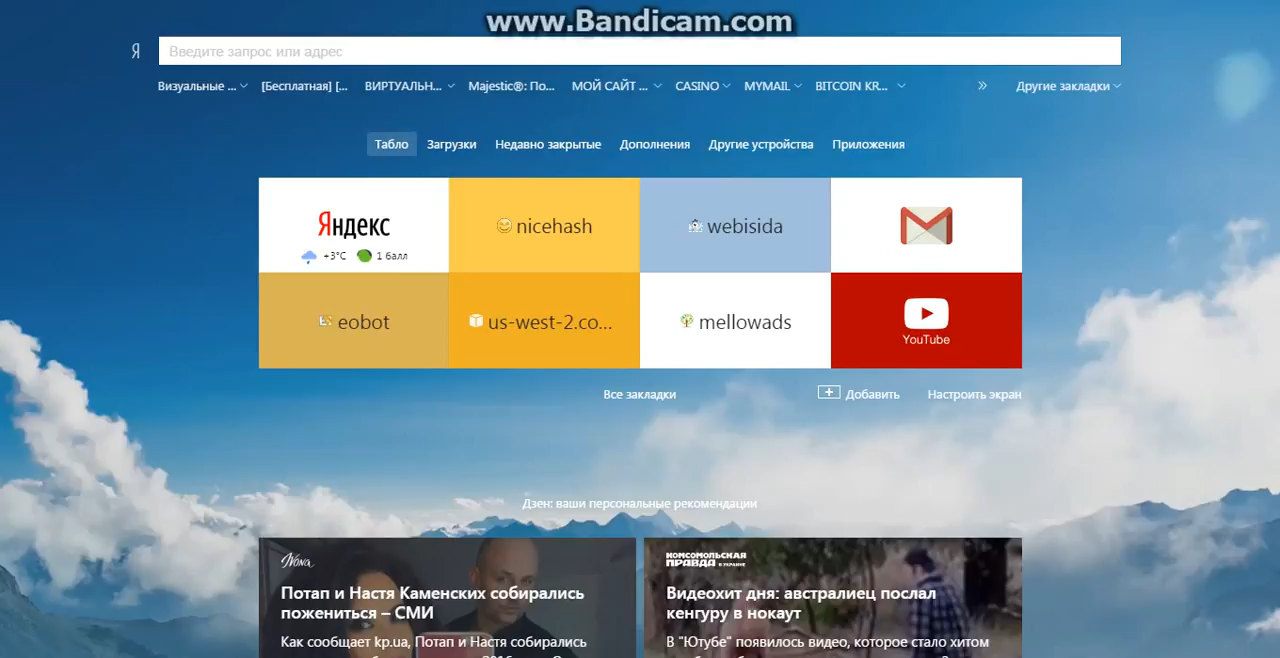 www.Bandicam.com
Я
Введите запрос или адрес
Визуальные ...
[Бесплатная] [...
ВИРТУАЛЬН...
Majestic®: По...
МОЙ САЙТ ...
CASINO
MYMAIL
BITCOIN KR...
»
Другие закладки
Табло
Загрузки
Недавно закрытые
Дополнения
Другие устройства
Приложения
Яндекс
+3°C
1 балл
nicehash
webisida
eobot
us-west-2.co...
mellowads
YouTube
Все закладки
Добавить
Настроить экран
Дзен: ваши персональные рекомендации
КОМСОМОЛЬСКАЯ
ПРАВДА В УКРАИНЕ
Потап и Настя Каменских собирались
пожениться – СМИ
Как сообщает kp.ua, Потап и Настя собирались
Видеохит дня: австралиец послал
кенгуру в нокаут
В "Ютубе" появилось видео, которое стало хитом